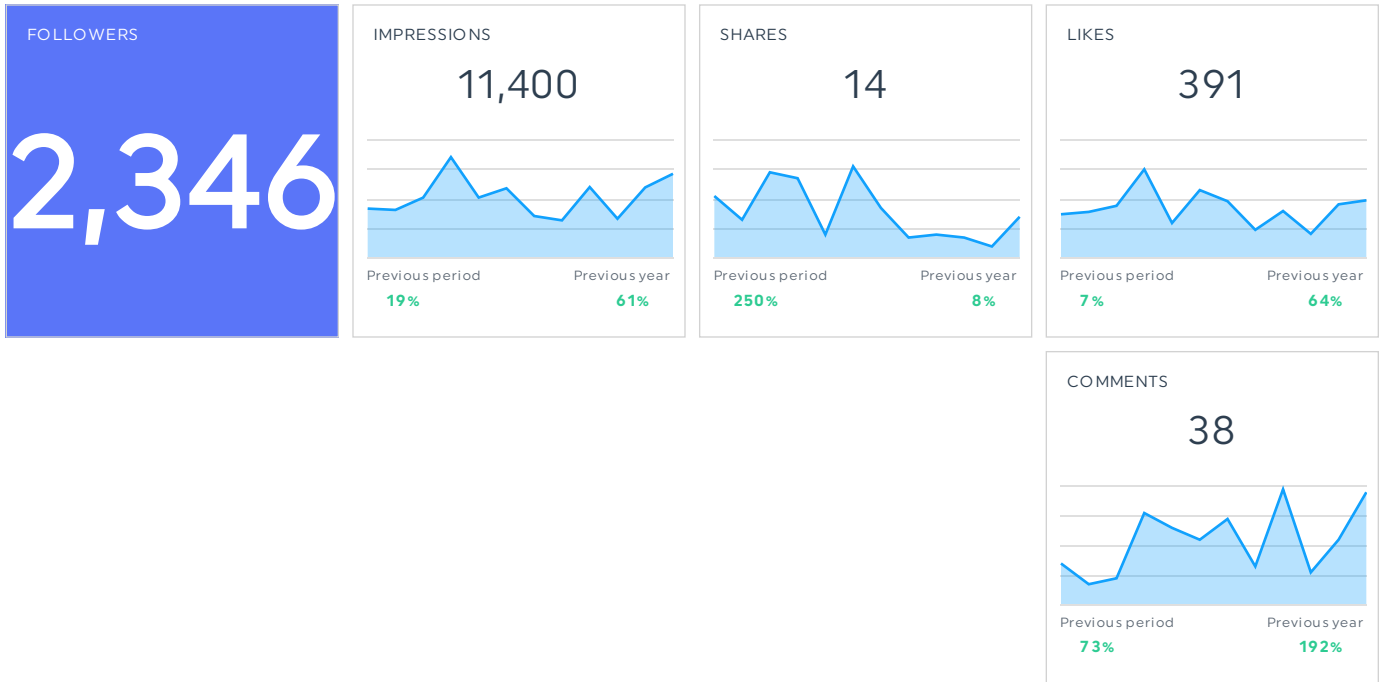 FOLLOWERS
2,346
IMPRESSIONS
11,400
Previous period
Previous year
19%
61%
SHARES
14
Previous period
Previous year
250%
8%
LIKES
391
Previous period
Previous year
7%
64%
COMMENTS
38
Previous period
Previous year
73%
192%